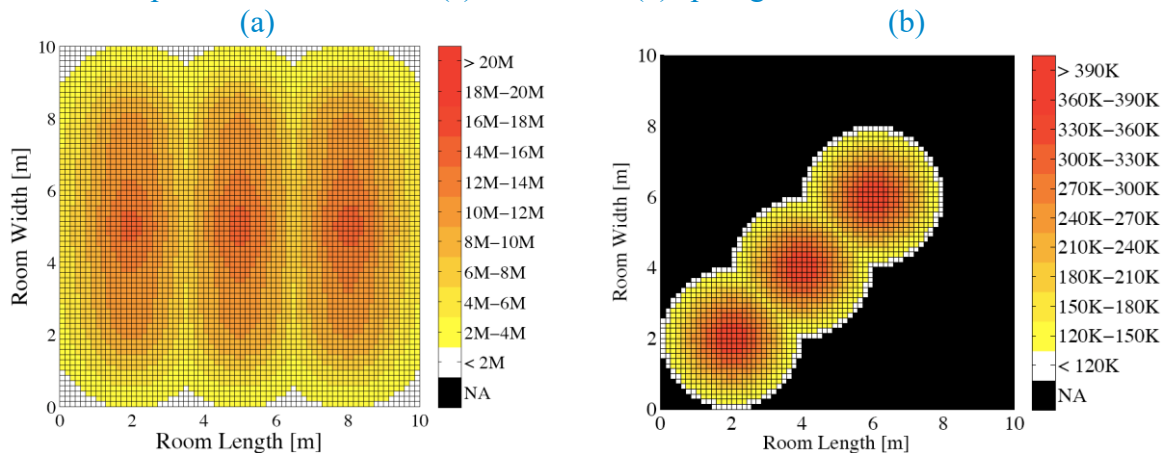 (a)
(b)
Room Width [m]
10
8
6
4
2
0
0 2 4 6 8 10
Room Length [m]
> 20M
18M–20M
16M–18M
14M–16M
12M–14M
10M–12M
8M–10M
6M–8M
4M–6M
2M–4M
< 2M
NA
Room Width [m]
10
8
6
4
2
0
0 2 4 6 8 10
Room Length [m]
> 390K
360K–390K
330K–360K
300K–330K
270K–300K
240K–270K
210K–240K
180K–210K
150K–180K
120K–150K
< 120K
NA